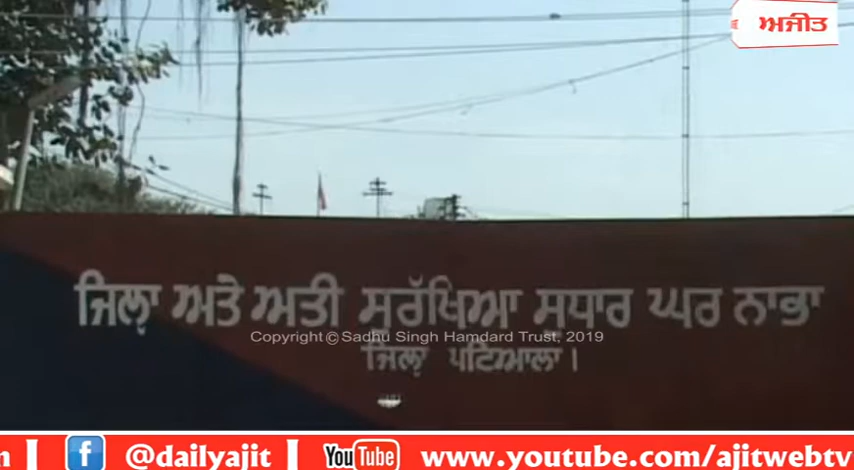 ਅਜੀਤ
ਜਿਲ੍ਹਾ ਅਤੇ ਅਤੀ ਸੁਰੱਖਿਆ ਸੁਧਾਰ ਘਰ ਨਾਭਾ
Copyright © Sadhu Singh Hamdard Trust, 2019
ਜਿਲ੍ਹਾ ਪਟਿਆਲਾ।
@dailyajit YouTube www.youtube.com/ajitwebtv